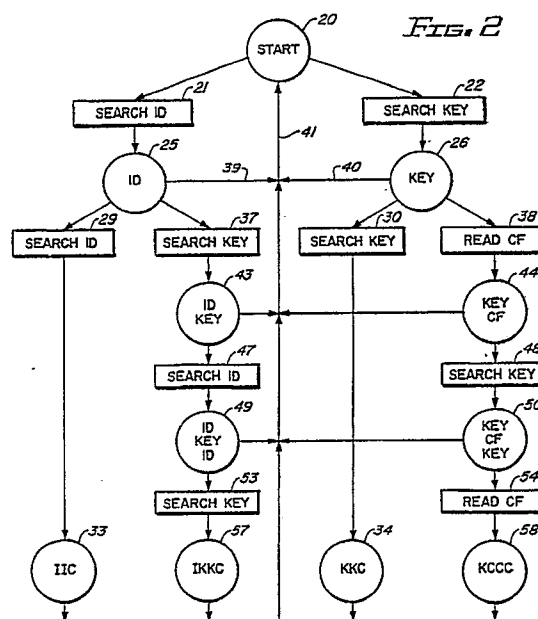 20
FIG. 2
START
21
22
SEARCH ID
SEARCH KEY
41
25
26
39
40
ID
KEY
29
37
30
38
SEARCH ID
SEARCH KEY
SEARCH KEY
READ CF
43
44
ID
KEY
KEY
CF
47
48
SEARCH ID
SEARCH KEY
49
50
ID
KEY
ID
KEY
CF
KEY
53
54
SEARCH KEY
READ CF
33
57
34
58
IIC
IKKC
KKC
KCCC